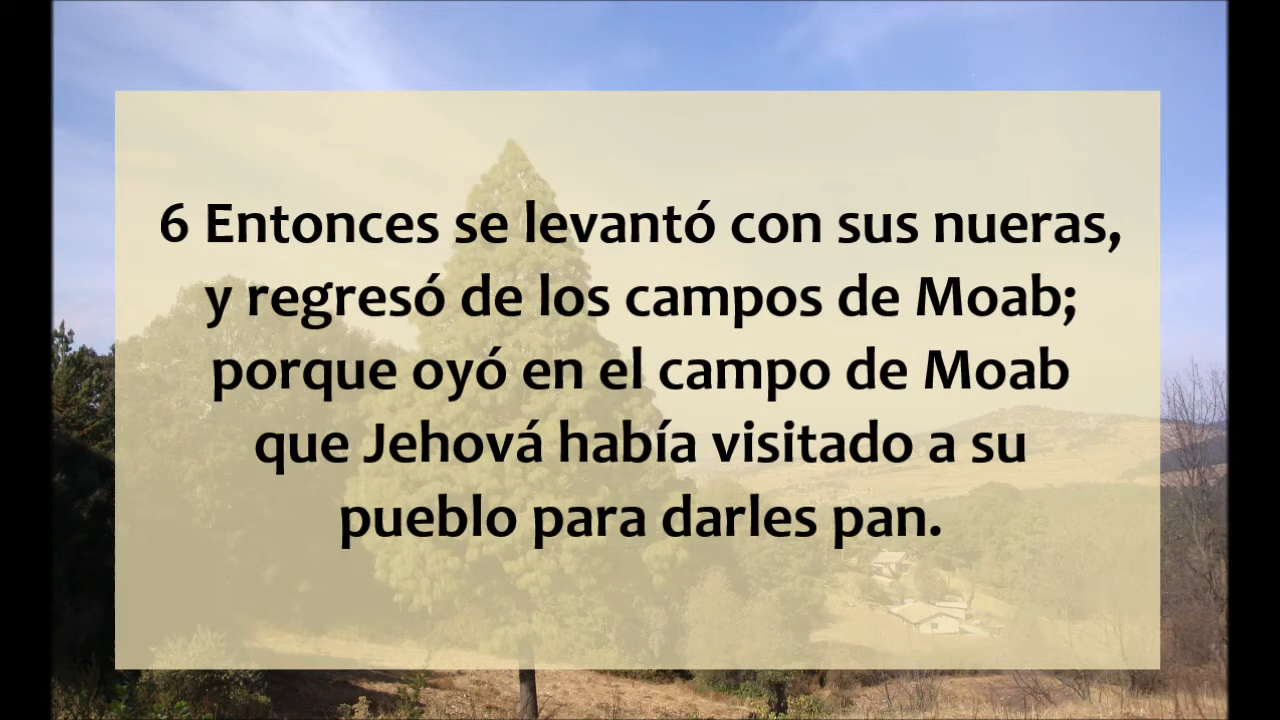 6 Entonces se levantó con sus nueras,
y regresó de los campos de Moab;
porque oyó en el campo de Moab
que Jehová había visitado a su
pueblo para darles pan.